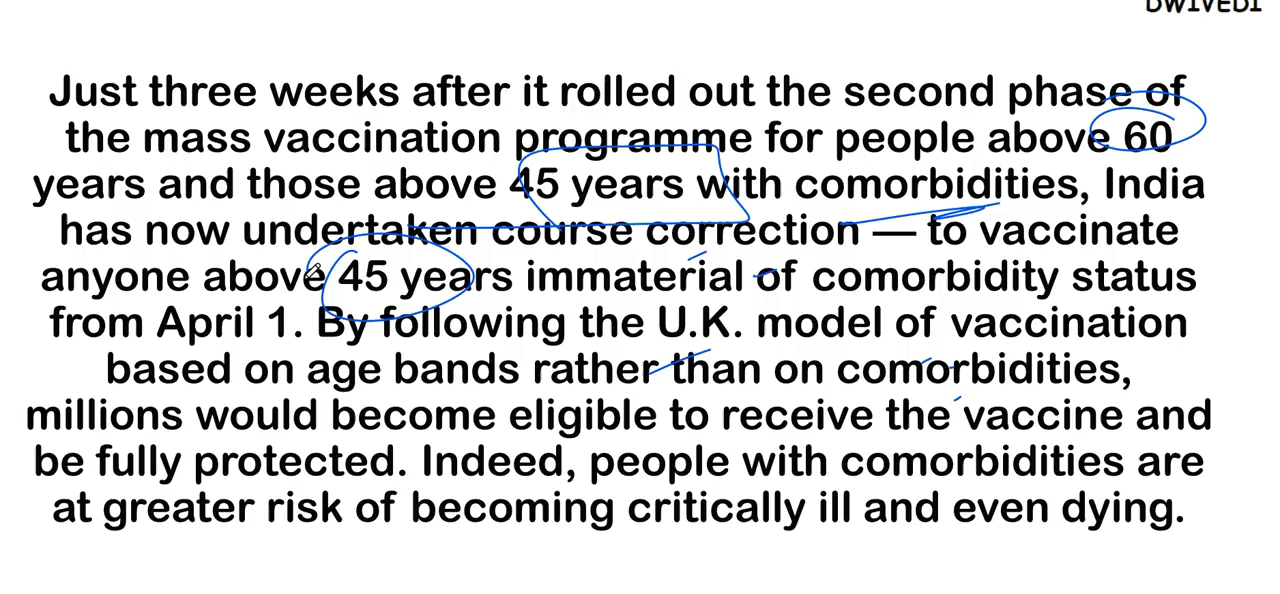 DWIVEDI
Just three weeks after it rolled out the second phase of
the mass vaccination programme for people above 60
years and those above 45 years with comorbidities, India
has now undertaken course correction — to vaccinate
anyone above 45 years immaterial of comorbidity status
from April 1. By following the U.K. model of vaccination
based on age bands rather than on comorbidities,
millions would become eligible to receive the vaccine and
be fully protected. Indeed, people with comorbidities are
at greater risk of becoming critically ill and even dying.